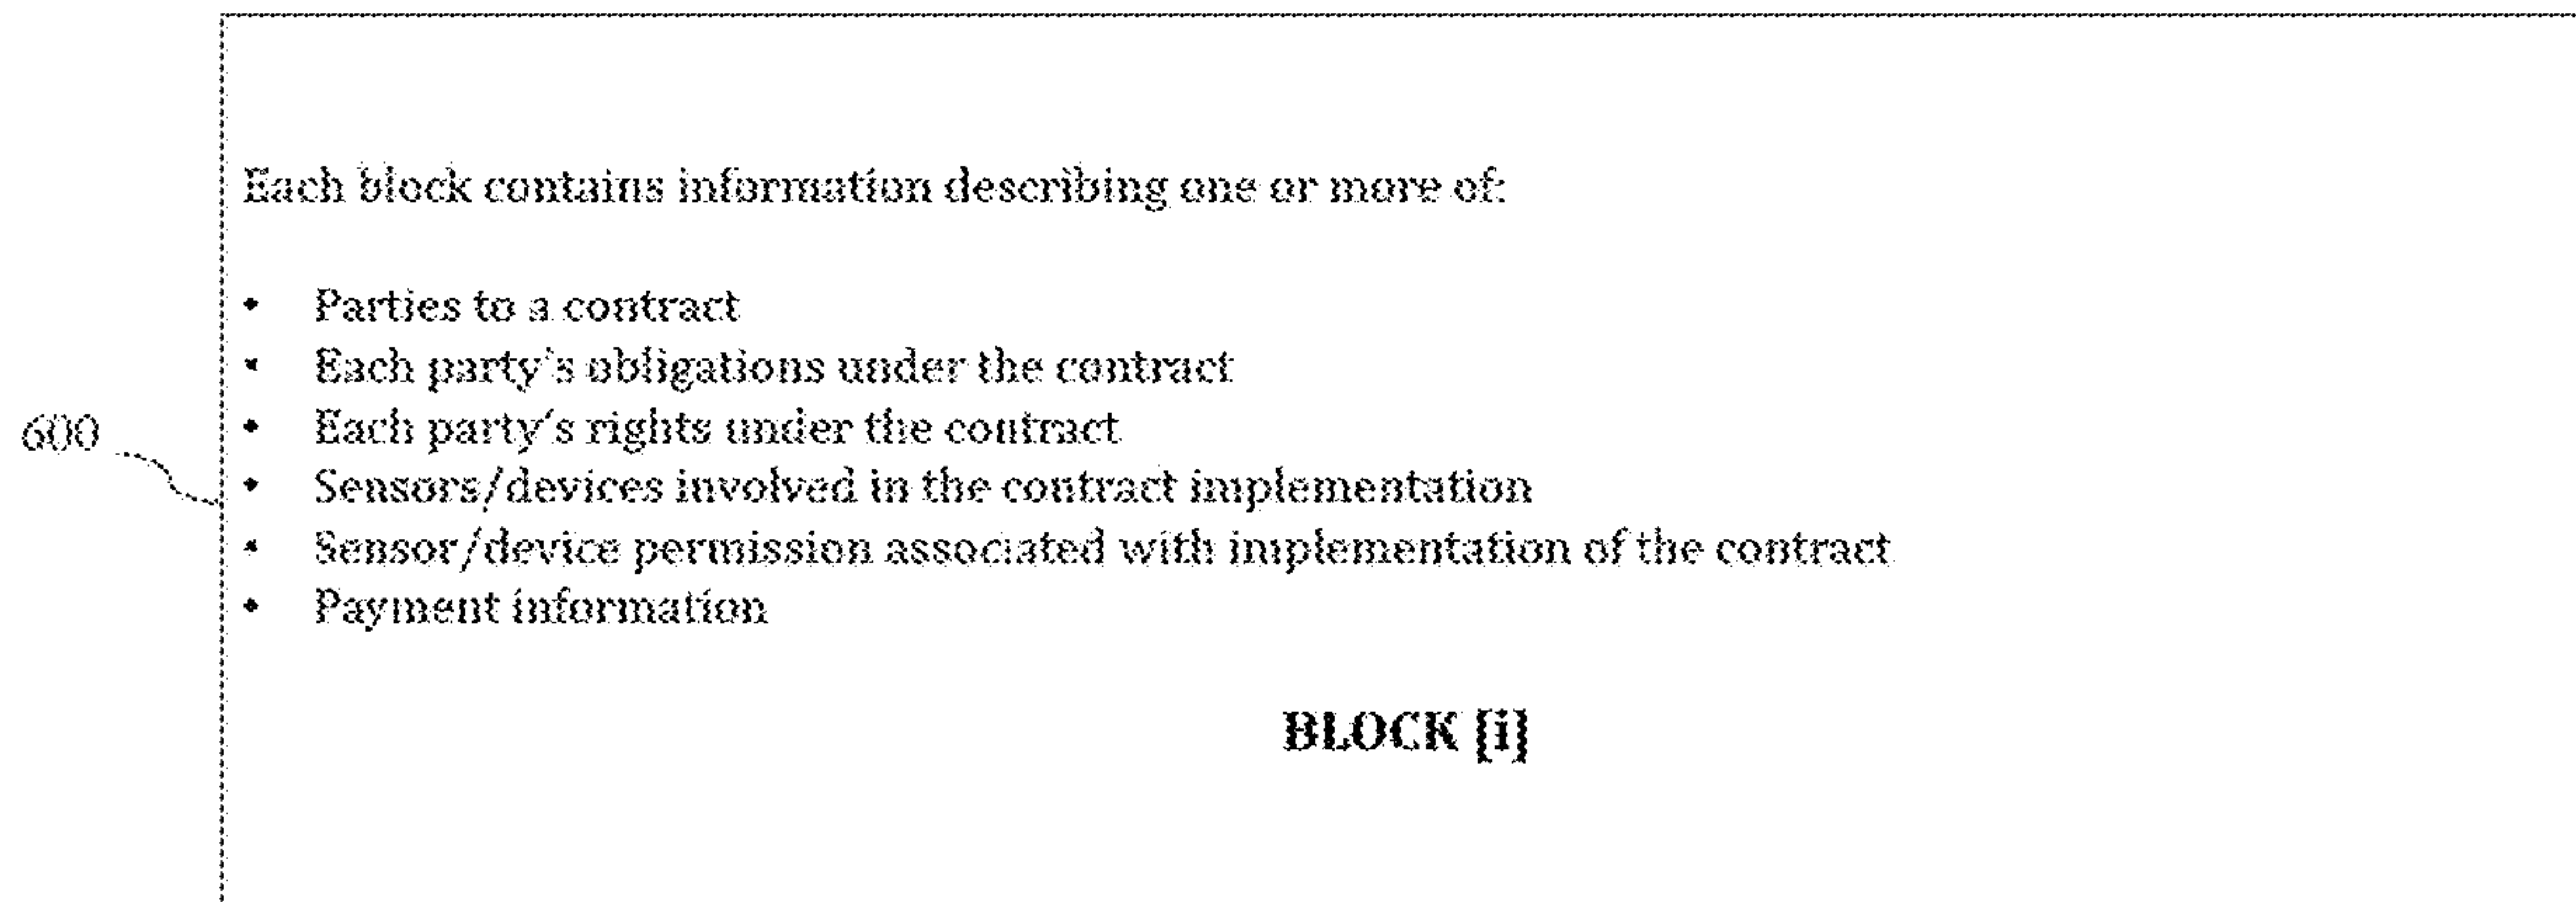 Each block contains information describing one or more of:
• Parties to a contract
• Each party's obligations under the contract
• Each party's rights under the contract
600
• Sensors/devices involved in the contract implementation
• Sensor/device permission associated with implementation of the contract
• Payment information
BLOCK [i]